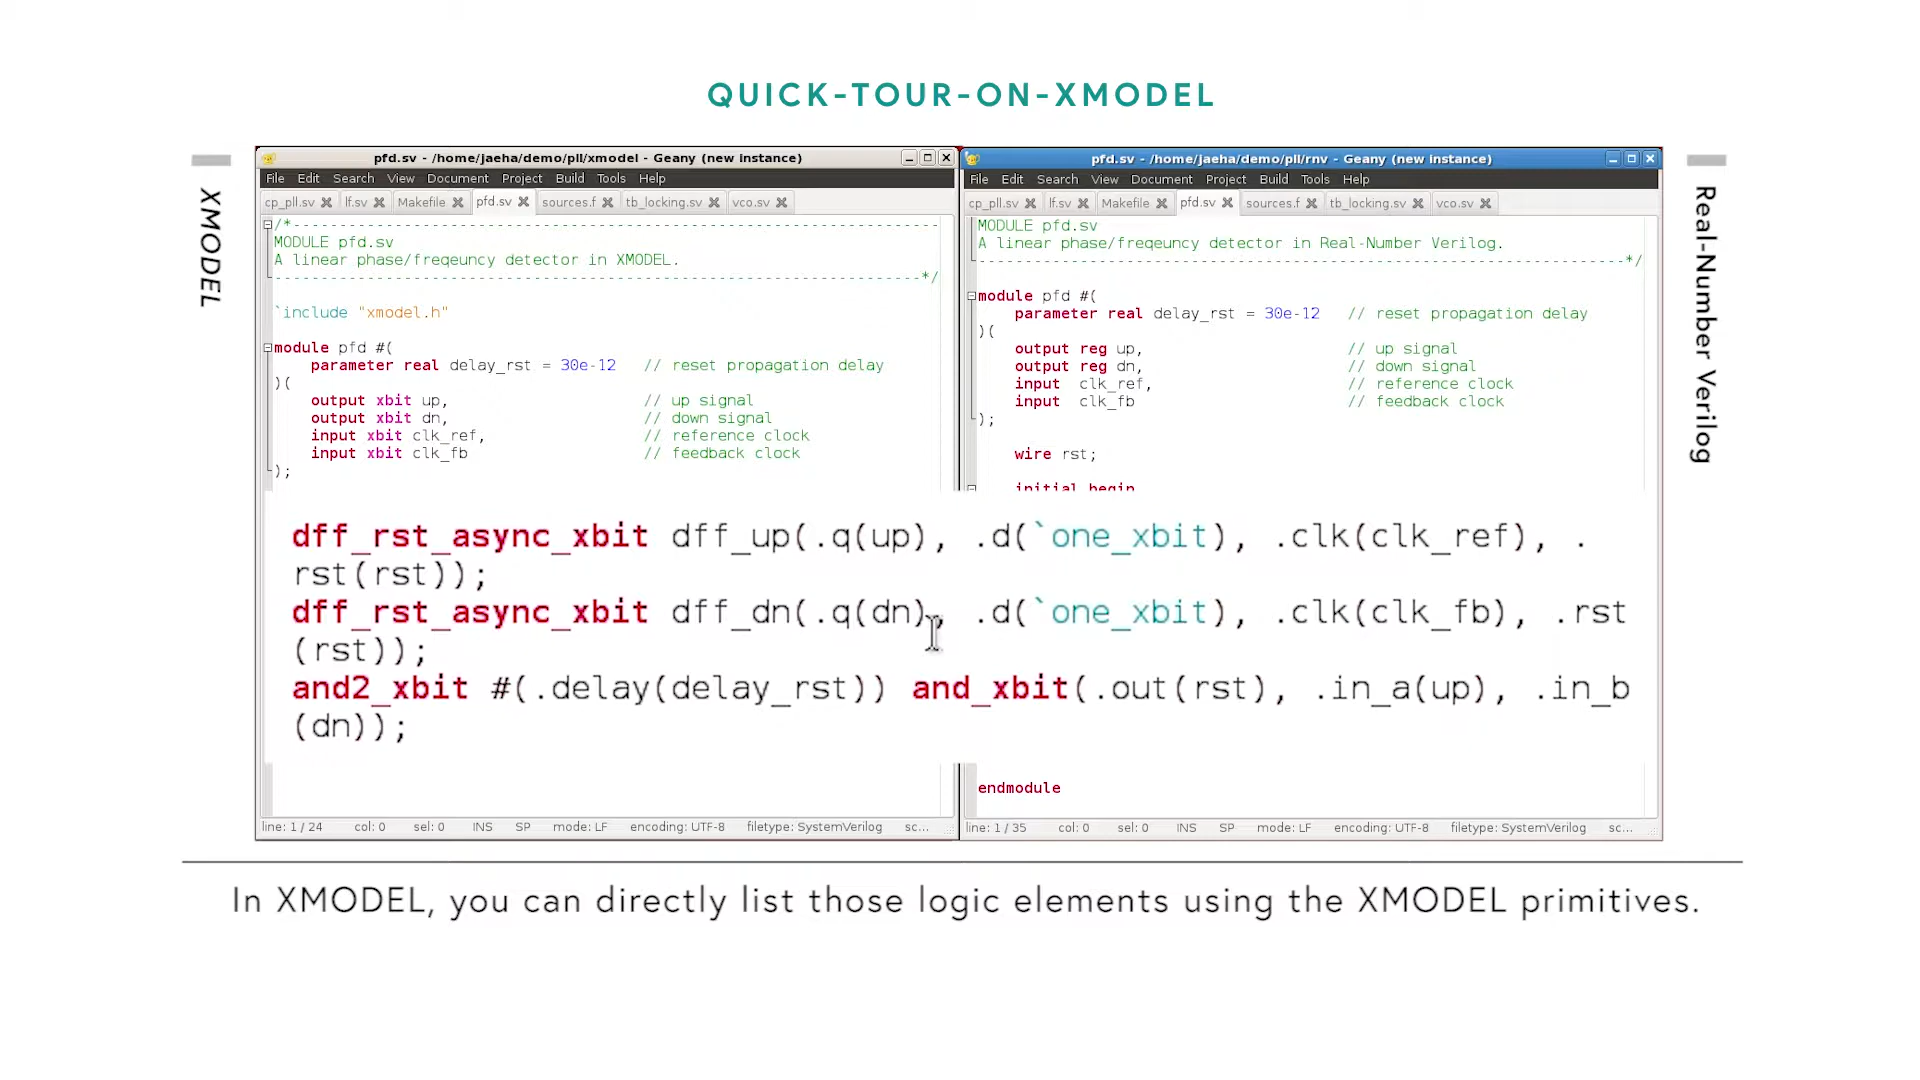 QUICK-TOUR-ON-XMODEL
XMODEL
pfd.sv - /home/jaeha/demo/pll/xmodel - Geany (new instance)
File Edit Search View Document Project Build Tools Help
cp_pll.sv lf.sv Makefile pfd.sv sources.f tb_locking.sv vco.sv
/*----------------------------------------------------------------------
MODULE pfd.sv
A linear phase/freqeuncy detector in XMODEL.
----------------------------------------------------------------------*/
`include "xmodel.h"
module pfd #(
parameter real delay_rst = 30e-12 // reset propagation delay
)(
output xbit up, // up signal
output xbit dn, // down signal
input xbit clk_ref, // reference clock
input xbit clk_fb // feedback clock
);
pfd.sv - /home/jaeha/demo/pll/rnv - Geany (new instance)
File Edit Search View Document Project Build Tools Help
cp_pll.sv lf.sv Makefile pfd.sv sources.f tb_locking.sv vco.sv
MODULE pfd.sv
A linear phase/freqeuncy detector in Real-Number Verilog.
----------------------------------------------------------------------*/
module pfd #(
parameter real delay_rst = 30e-12 // reset propagation delay
)(
output reg up, // up signal
output reg dn, // down signal
input clk_ref, // reference clock
input clk_fb // feedback clock
);
wire rst;
initial begin
Real-Number Verilog
dff_rst_async_xbit dff_up(.q(up), .d(`one_xbit), .clk(clk_ref), .
rst(rst));
dff_rst_async_xbit dff_dn(.q(dn), .d(`one_xbit), .clk(clk_fb), .rst
(rst));
and2_xbit #(.delay(delay_rst)) and_xbit(.out(rst), .in_a(up), .in_b
(dn));
endmodule
line: 1 / 24 col: 0 sel: 0 INS SP mode: LF encoding: UTF-8 filetype: SystemVerilog sc...
line: 1 / 35 col: 0 sel: 0 INS SP mode: LF encoding: UTF-8 filetype: SystemVerilog sc...
In XMODEL, you can directly list those logic elements using the XMODEL primitives.